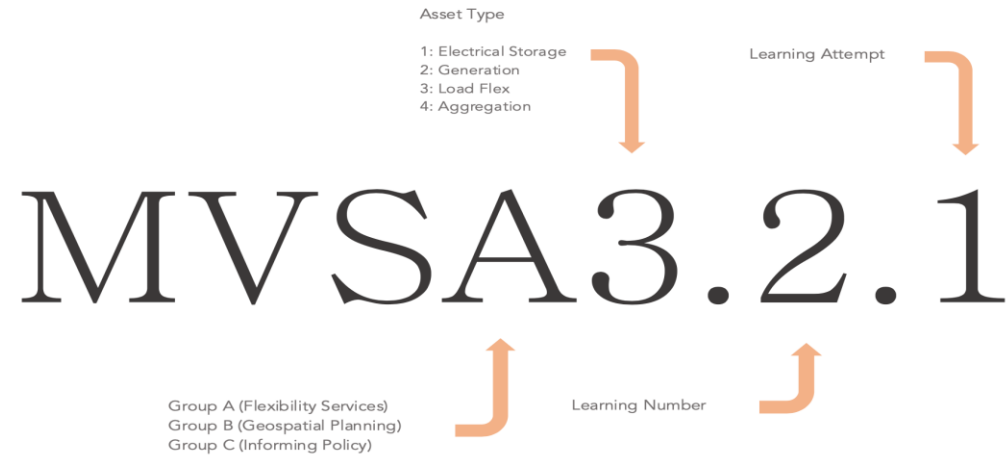 Asset Type
1: Electrical Storage
2: Generation
3: Load Flex
4: Aggregation
Learning Attempt
MVSA3.2.1
Group A (Flexibility Services)
Group B (Geospatial Planning)
Group C (Informing Policy)
Learning Number